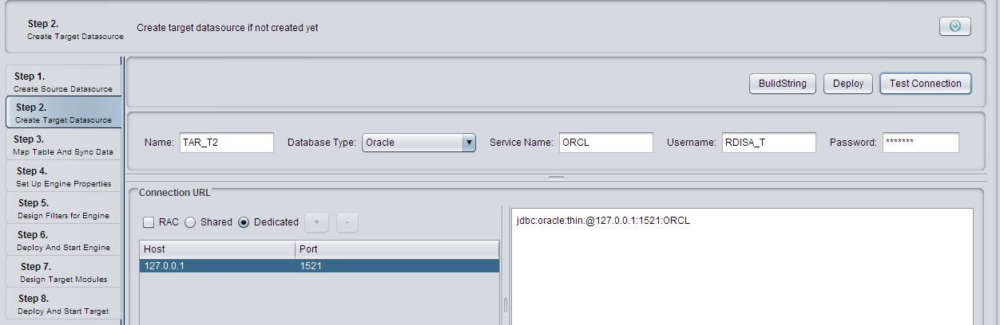 Step 2.
Create Target Datasource
Create target datasource if not created yet
Step 1.
Create Source Datasource
Step 2.
Create Target Datasource
Step 3.
Map Table And Sync Data
Step 4.
Set Up Engine Properties
Step 5.
Design Filters for Engine
Step 6.
Deploy And Start Engine
Step 7.
Design Target Modules
Step 8.
Deploy And Start Target
BulidString Deploy Test Connection
Name: TAR_T2 Database Type: Oracle Service Name: ORCL Username: RDISA_T Password: *******
Connection URL
RAC Shared Dedicated + -
Host Port
127.0.0.1 1521
jdbc:oracle:thin:@127.0.0.1:1521:ORCL